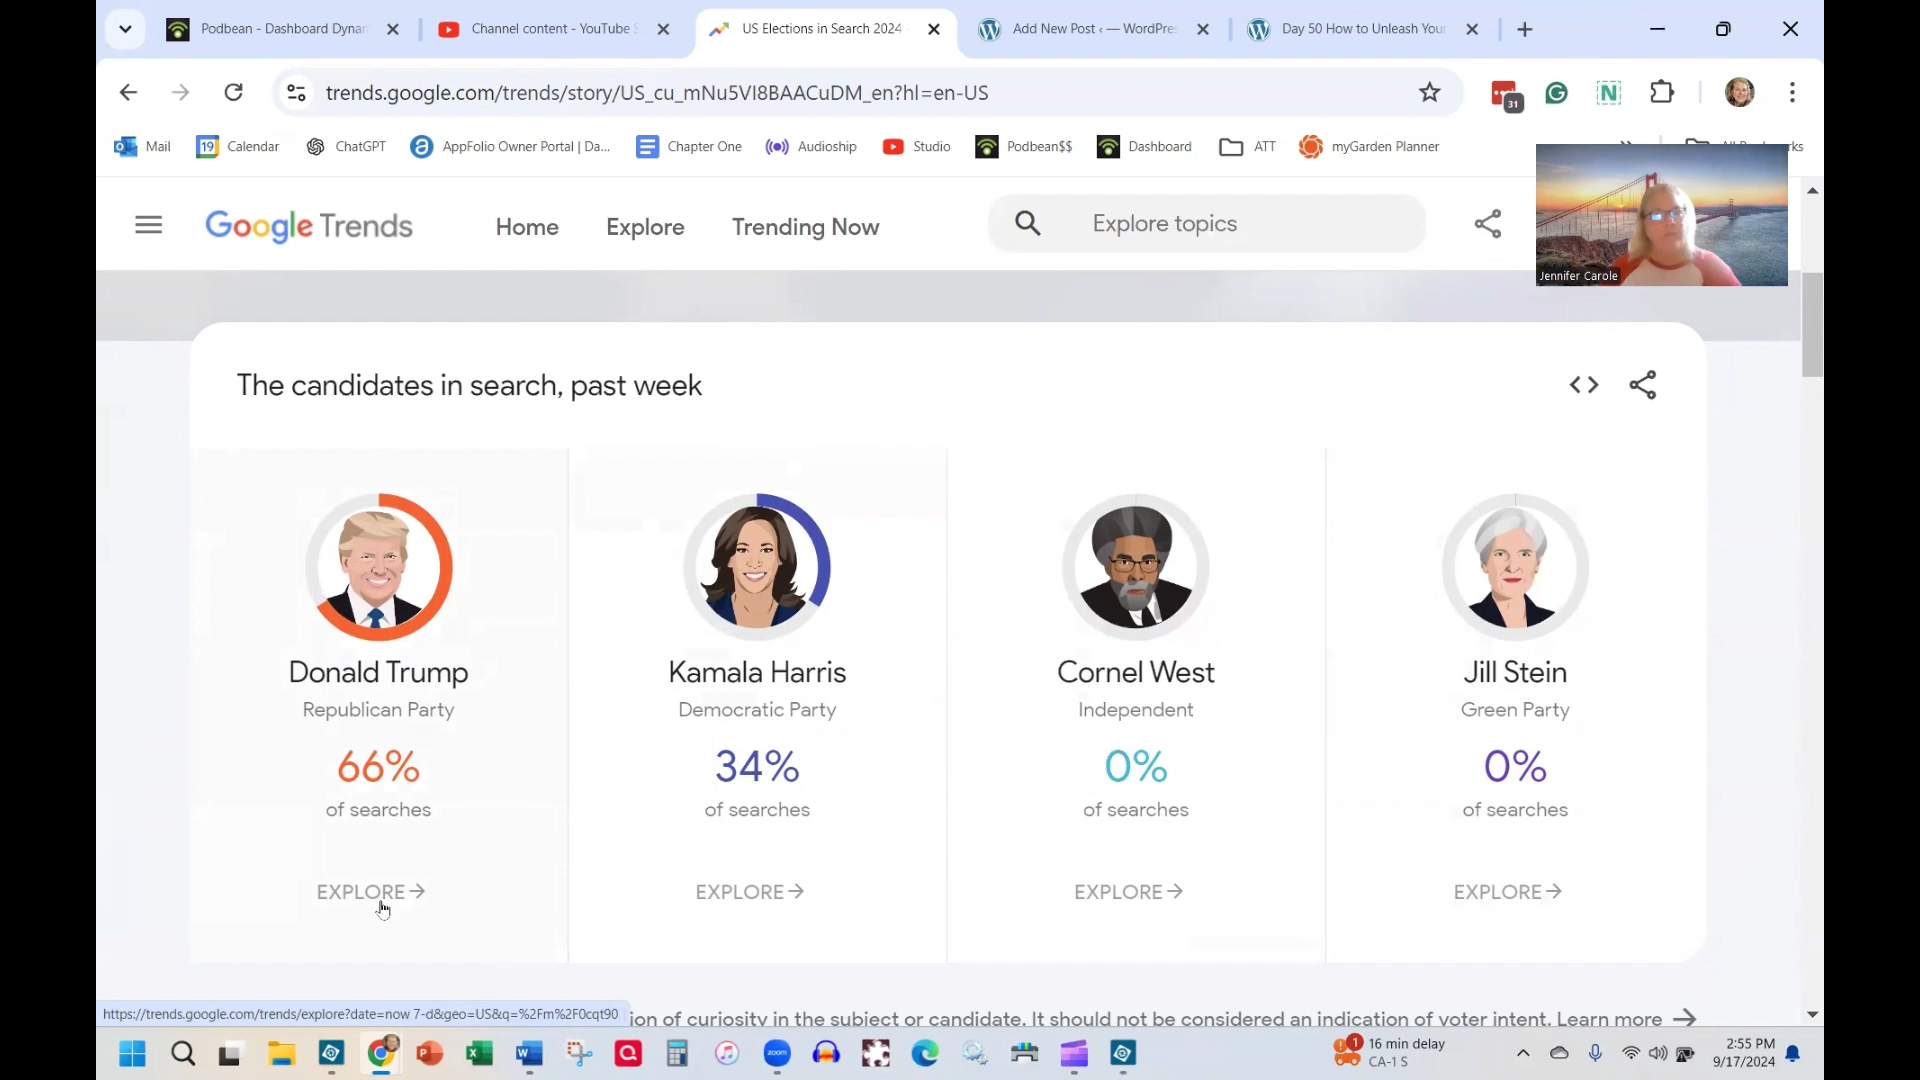 Podbean - Dashboard Dynam
Channel content - YouTube S
US Elections in Search 2024
Add New Post ‹ — WordPres
Day 50 How to Unleash Your
trends.google.com/trends/story/US_cu_mNu5VI8BAACuDM_en?hl=en-US
31
Mail
19
Calendar
ChatGPT
AppFolio Owner Portal | Da...
Chapter One
Audioship
Studio
Podbean$$
Dashboard
ATT
myGarden Planner
Google Trends
Home
Explore
Trending Now
Explore topics
Jennifer Carole
The candidates in search, past week
Donald Trump
Republican Party
66%
of searches
EXPLORE
Kamala Harris
Democratic Party
34%
of searches
EXPLORE
Cornel West
Independent
0%
of searches
EXPLORE
Jill Stein
Green Party
0%
of searches
EXPLORE
https://trends.google.com/trends/explore?date=now 7-d&geo=US&q=%2Fm%2F0cqt90
ion of curiosity in the subject or candidate. It should not be considered an indication of voter intent. Learn more
zoom
1
16 min delay
CA-1 S
2:55 PM
9/17/2024